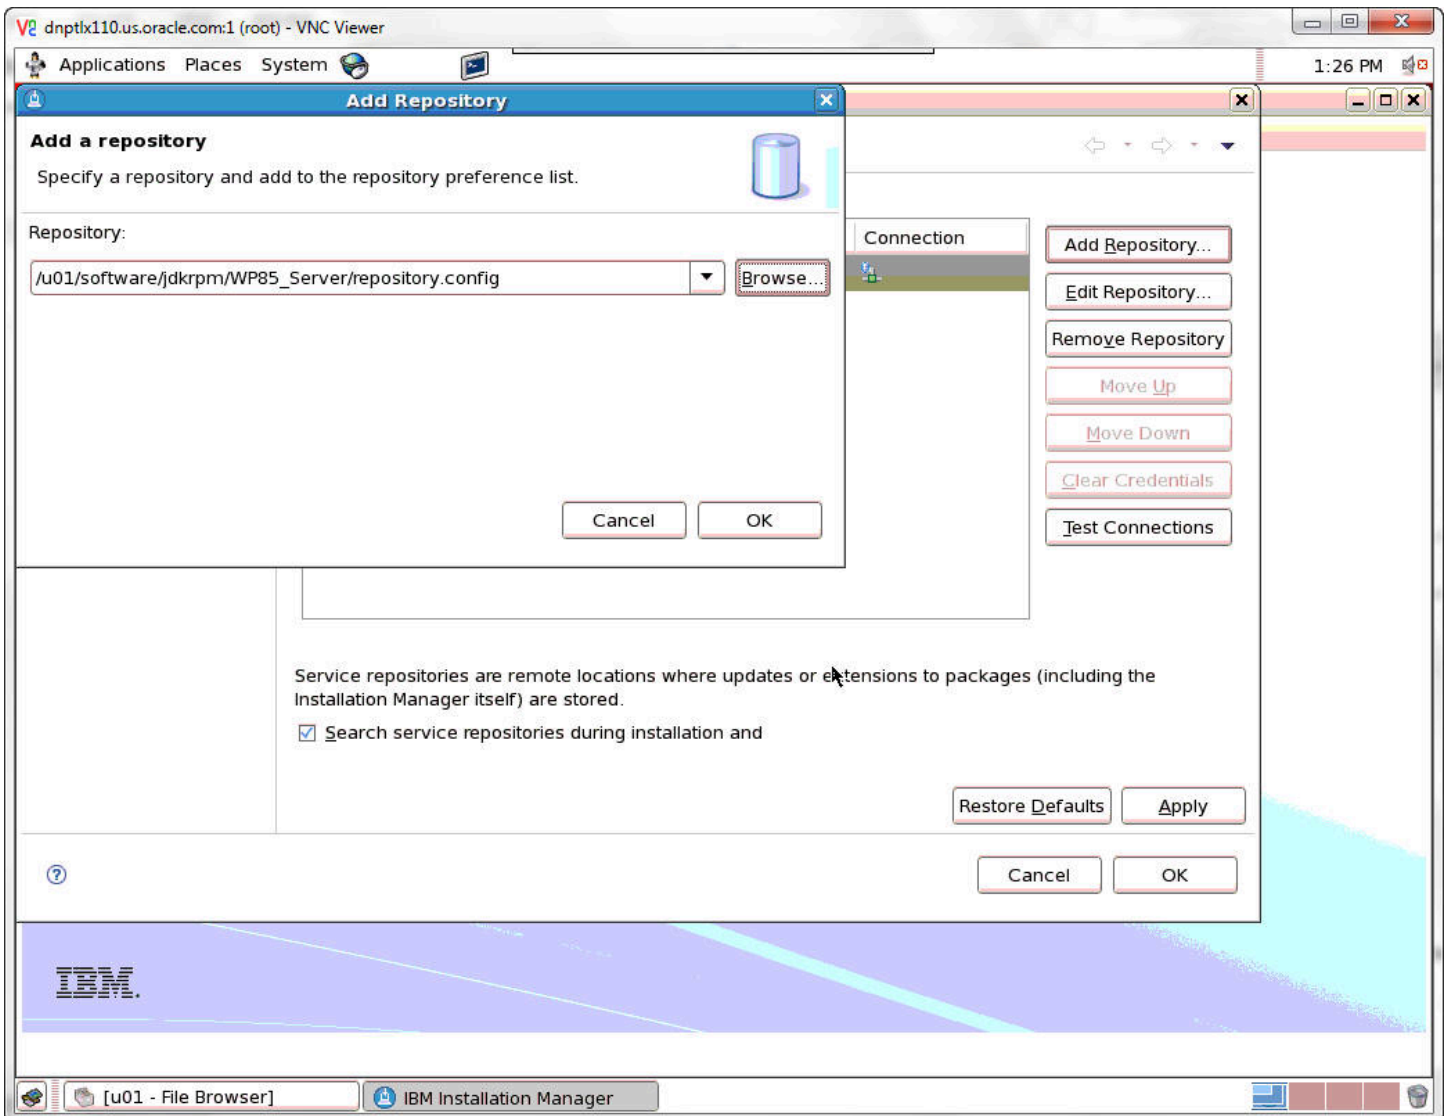 dnptlx110.us.oracle.com:1 (root) - VNC Viewer
Applications Places System
1:26 PM
Add Repository
Add a repository
Specify a repository and add to the repository preference list.
Repository:
/u01/software/jdkrpm/WP85_Server/repository.config
Browse...
Cancel
OK
Connection
Add Repository...
Edit Repository...
Remove Repository
Move Up
Move Down
Clear Credentials
Test Connections
Service repositories are remote locations where updates or extensions to packages (including the
Installation Manager itself) are stored.
Search service repositories during installation and
Restore Defaults
Apply
Cancel
OK
IBM.
[u01 - File Browser]
IBM Installation Manager